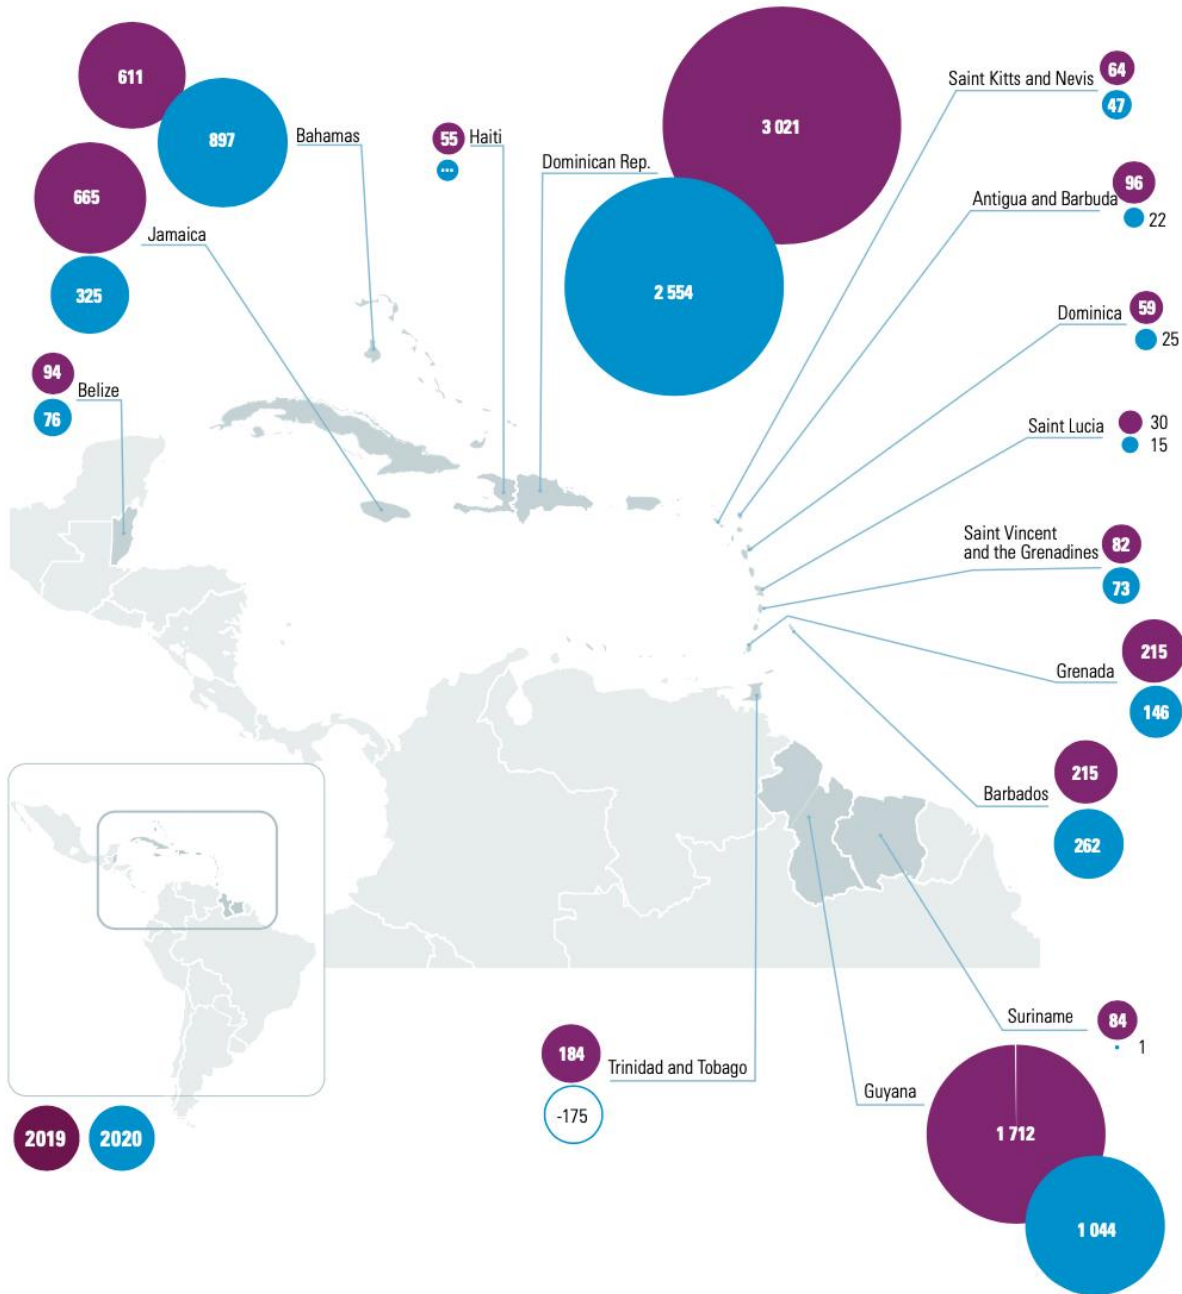 611
897
Bahamas
665
Jamaica
325
94
Belize
76
55
Haiti
...
Dominican Rep.
3 021
2 554
Saint Kitts and Nevis
64
47
Antigua and Barbuda
96
22
Dominica
59
25
Saint Lucia
30
15
Saint Vincent
and the Grenadines
82
73
Grenada
215
146
Barbados
215
262
Suriname
84
1
Guyana
1 712
1 044
184
Trinidad and Tobago
-175
2019
2020